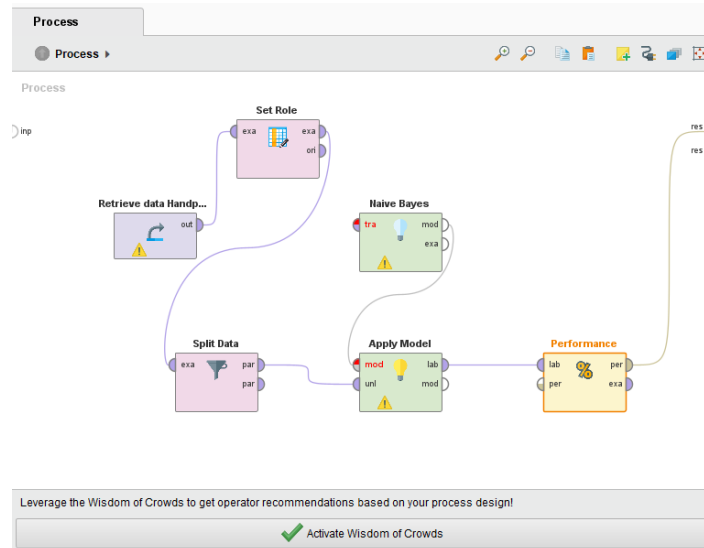 Process
Process
Process
inp
Set Role
exa
exa
ori
res
res
Retrieve data Handp...
out
Naive Bayes
tra
mod
exa
Split Data
exa
par
par
Apply Model
mod
lab
unl
mod
Performance
lab
per
per
exa
%
Leverage the Wisdom of Crowds to get operator recommendations based on your process design!
Activate Wisdom of Crowds